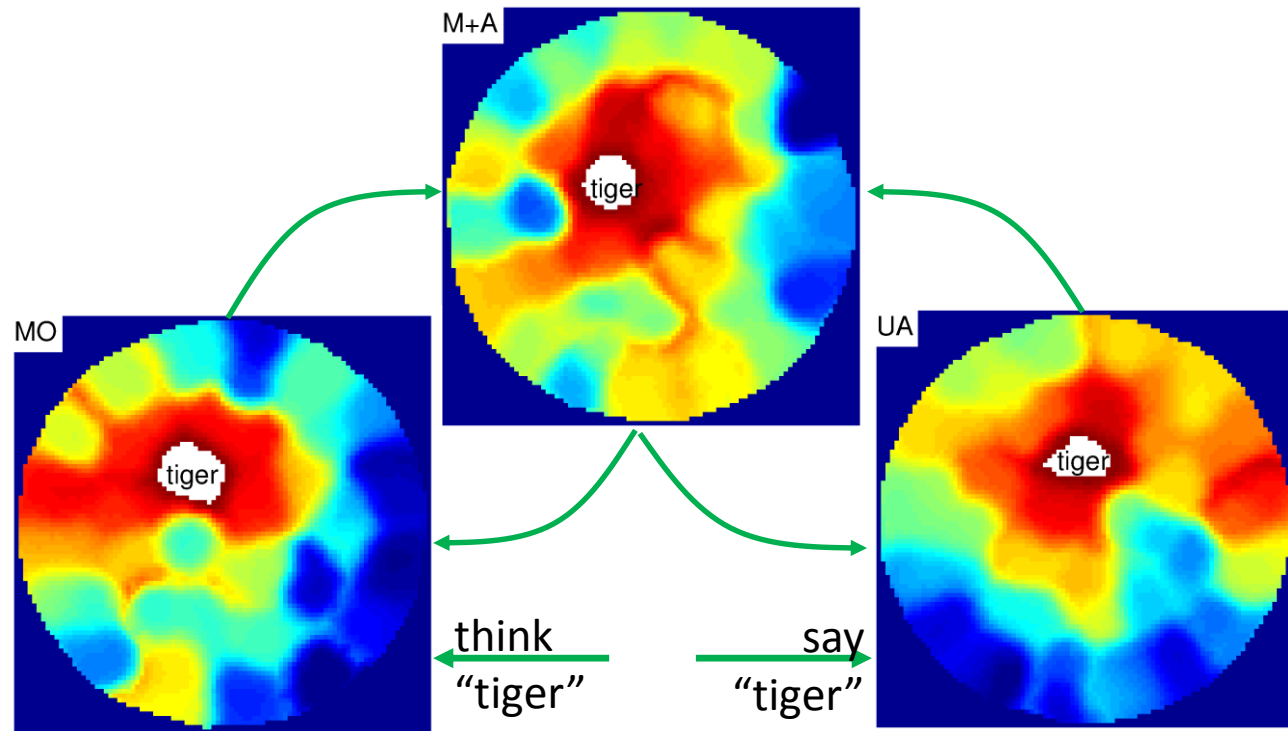 M+A
tiger
MO
UA
tiger
tiger
think
say
“tiger”
“tiger”